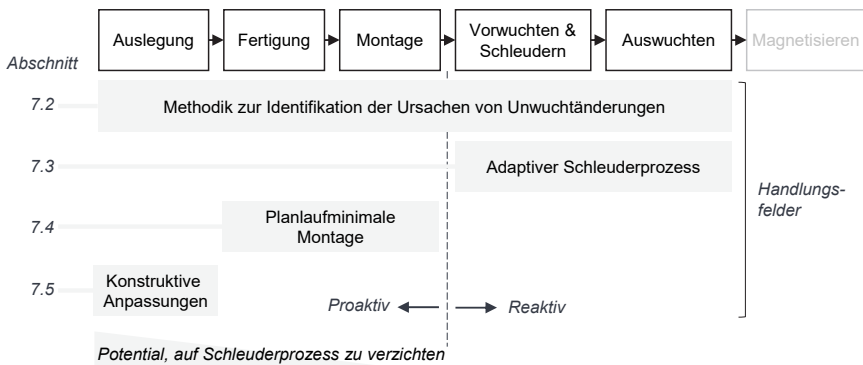 Auslegung
Fertigung
Montage
Vorwuchten &
Schleudern
Auswuchten
Magnetisieren
Abschnitt
7.2
Methodik zur Identifikation der Ursachen von Unwuchtänderungen
7.3
Adaptiver Schleuderprozess
Handlungs-
felder
7.4
Planlaufminimale
Montage
7.5
Konstruktive
Anpassungen
Proaktiv
Reaktiv
Potential, auf Schleuderprozess zu verzichten